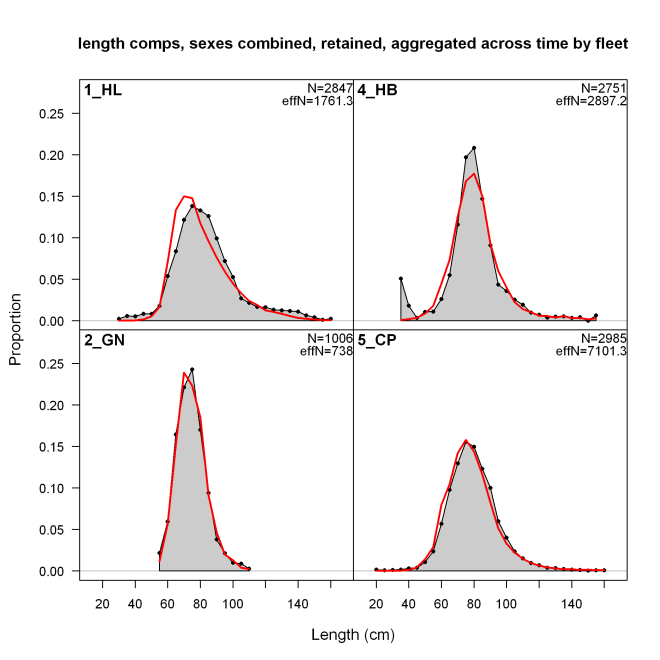 length comps, sexes combined, retained, aggregated across time by fleet
1_HL
N=2847
effN=1761.3
4_HB
N=2751
effN=2897.2
2_GN
N=1006
effN=738
5_CP
N=2985
effN=7101.3
0.25
0.20
0.15
0.10
0.05
0.00
0.25
0.20
0.15
0.10
0.05
0.00
Proportion
20 40 60 80 100 140
20 40 60 80 100 140
Length (cm)